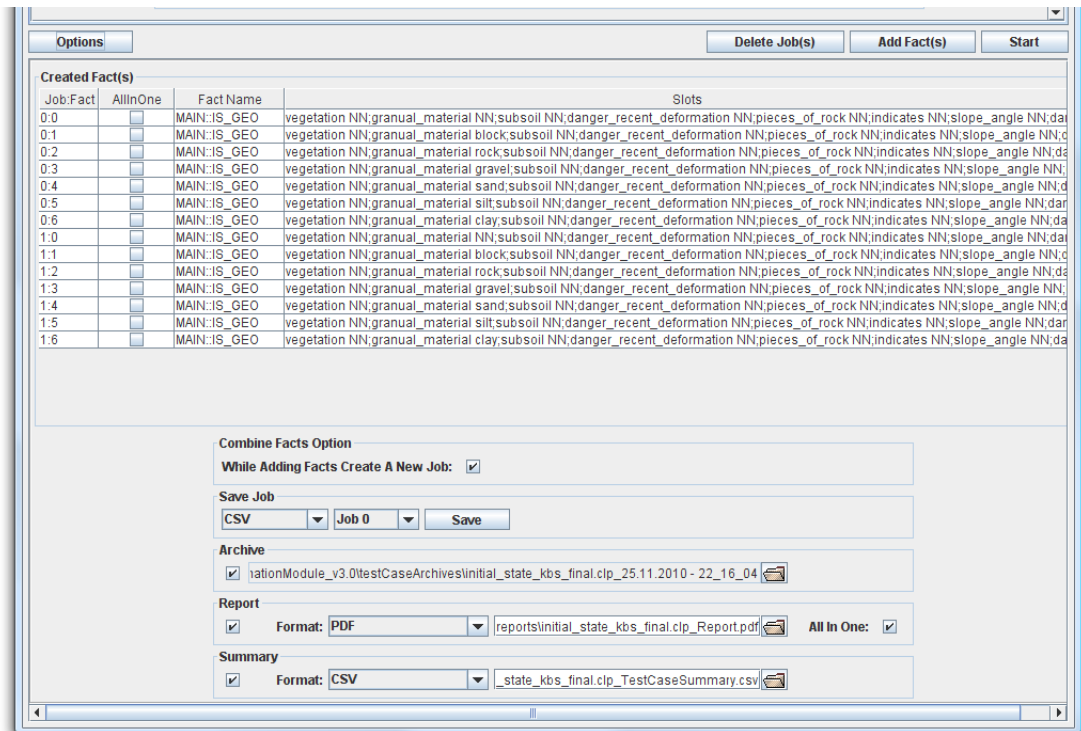 Options Delete Job(s) Add Fact(s) Start
Created Fact(s)
Job:Fact AllInOne Fact Name Slots
0:0 MAIN::IS_GEO vegetation NN;granual_material NN;subsoil NN;danger_recent_deformation NN;pieces_of_rock NN;indicates NN;slope_angle NN;dan
0:1 MAIN::IS_GEO vegetation NN;granual_material block;subsoil NN;danger_recent_deformation NN;pieces_of_rock NN;indicates NN;slope_angle NN;d
0:2 MAIN::IS_GEO vegetation NN;granual_material rock;subsoil NN;danger_recent_deformation NN;pieces_of_rock NN;indicates NN;slope_angle NN;da
0:3 MAIN::IS_GEO vegetation NN;granual_material gravel;subsoil NN;danger_recent_deformation NN;pieces_of_rock NN;indicates NN;slope_angle NN;
0:4 MAIN::IS_GEO vegetation NN;granual_material sand;subsoil NN;danger_recent_deformation NN;pieces_of_rock NN;indicates NN;slope_angle NN;d
0:5 MAIN::IS_GEO vegetation NN;granual_material silt;subsoil NN;danger_recent_deformation NN;pieces_of_rock NN;indicates NN;slope_angle NN;dan
0:6 MAIN::IS_GEO vegetation NN;granual_material clay;subsoil NN;danger_recent_deformation NN;pieces_of_rock NN;indicates NN;slope_angle NN;da
1:0 MAIN::IS_GEO vegetation NN;granual_material NN;subsoil NN;danger_recent_deformation NN;pieces_of_rock NN;indicates NN;slope_angle NN;dan
1:1 MAIN::IS_GEO vegetation NN;granual_material block;subsoil NN;danger_recent_deformation NN;pieces_of_rock NN;indicates NN;slope_angle NN;d
1:2 MAIN::IS_GEO vegetation NN;granual_material rock;subsoil NN;danger_recent_deformation NN;pieces_of_rock NN;indicates NN;slope_angle NN;da
1:3 MAIN::IS_GEO vegetation NN;granual_material gravel;subsoil NN;danger_recent_deformation NN;pieces_of_rock NN;indicates NN;slope_angle NN;
1:4 MAIN::IS_GEO vegetation NN;granual_material sand;subsoil NN;danger_recent_deformation NN;pieces_of_rock NN;indicates NN;slope_angle NN;d
1:5 MAIN::IS_GEO vegetation NN;granual_material silt;subsoil NN;danger_recent_deformation NN;pieces_of_rock NN;indicates NN;slope_angle NN;dar
1:6 MAIN::IS_GEO vegetation NN;granual_material clay;subsoil NN;danger_recent_deformation NN;pieces_of_rock NN;indicates NN;slope_angle NN;da
Combine Facts Option
While Adding Facts Create A New Job:
Save Job
CSV Job 0 Save
Archive
nationModule_v3.0\testCaseArchives\initial_state_kbs_final.clp_25.11.2010 - 22_16_04
Report
Format: PDF reports\initial_state_kbs_final.clp_Report.pdf All In One:
Summary
Format: CSV _state_kbs_final.clp_TestCaseSummary.csv